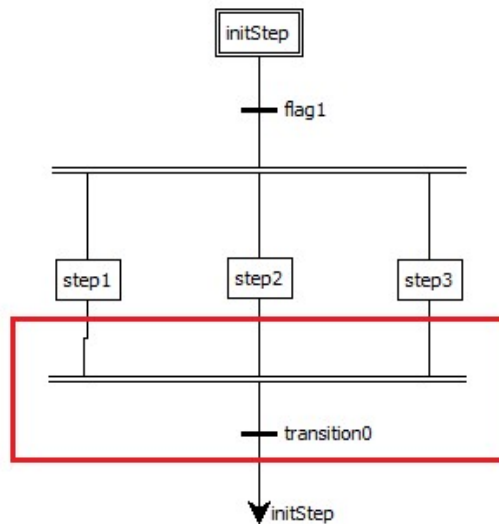 initStep
flag1
step1
step2
step3
transition0
initStep